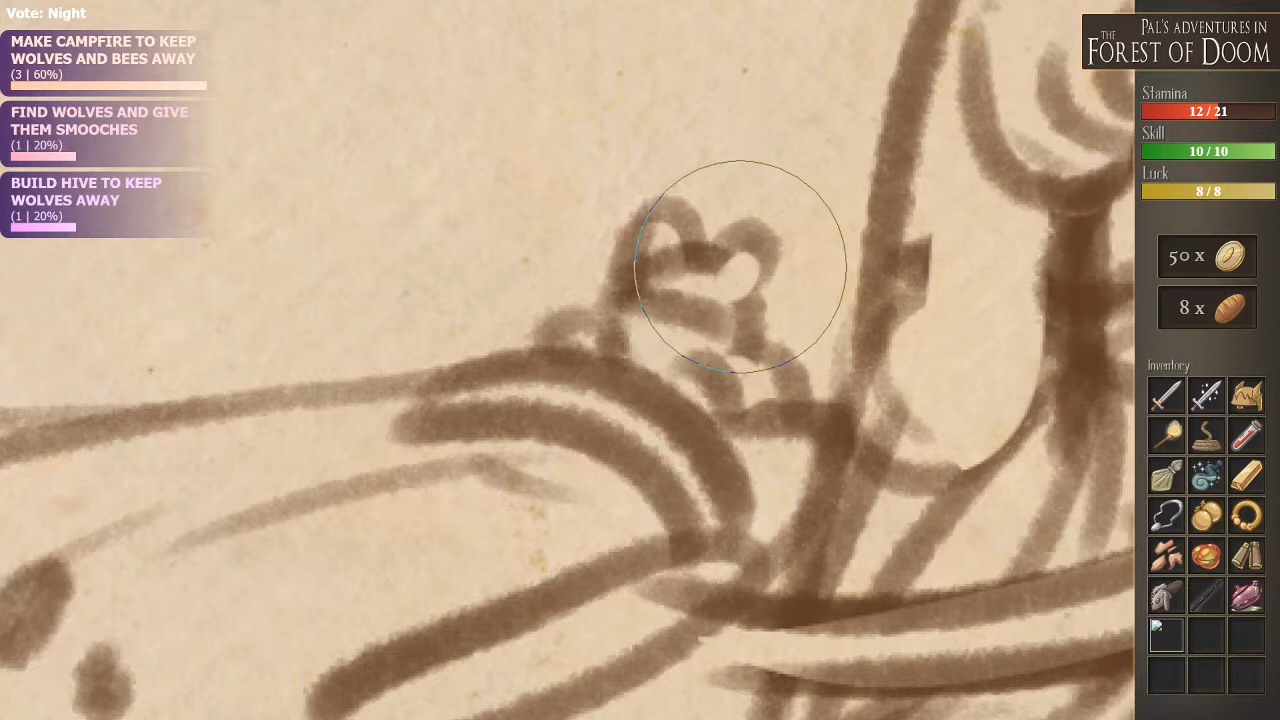 Vote: Night
MAKE CAMPFIRE TO KEEP
WOLVES AND BEES AWAY
(3 | 60%)
FIND WOLVES AND GIVE
THEM SMOOCHES
(1 | 20%)
BUILD HIVE TO KEEP
WOLVES AWAY
(1 | 20%)
PAL'S ADVENTURES IN
THE FOREST OF DOOM
Stamina
12 / 21
Skill
10 / 10
Luck
8 / 8
50 x
8 x
Inventory